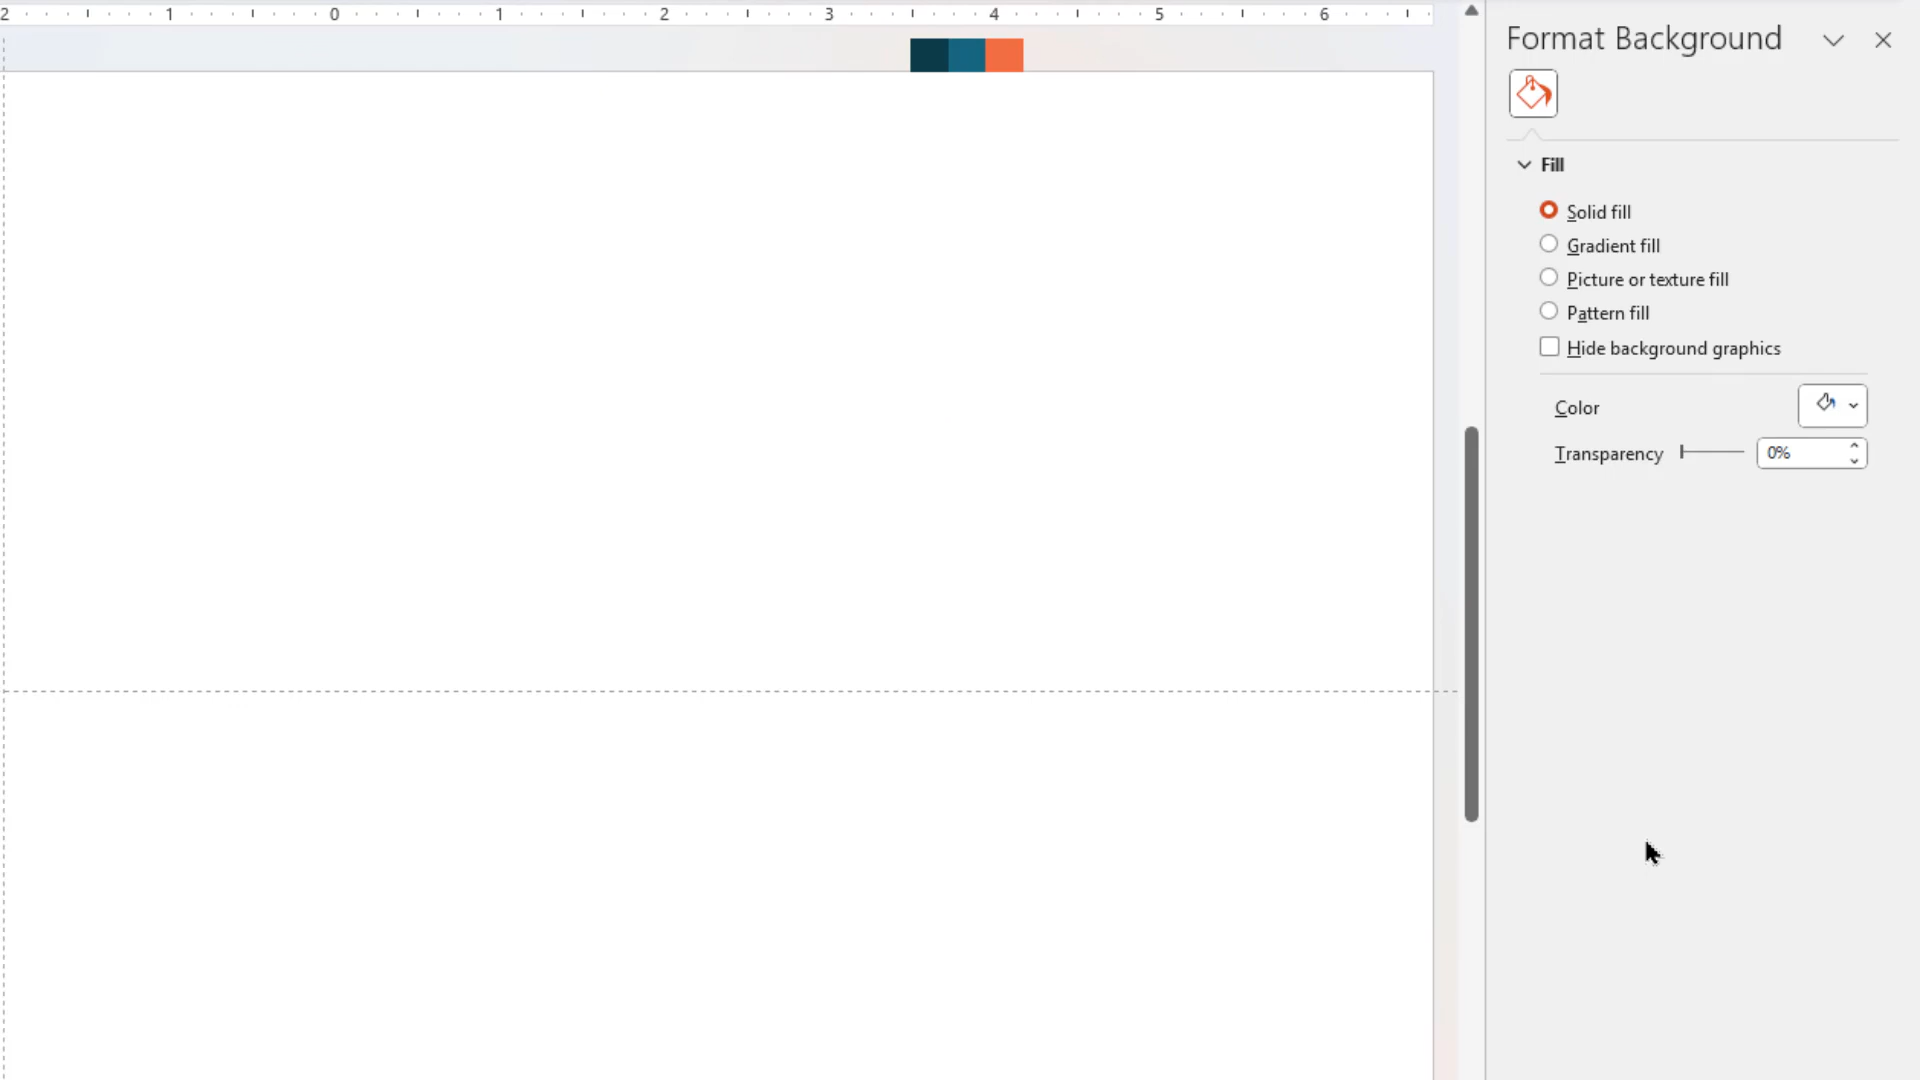 2 1 0 1 2 3 4 5 6
Format Background
Fill
Solid fill
Gradient fill
Picture or texture fill
Pattern fill
Hide background graphics
Color
Transparency 0%